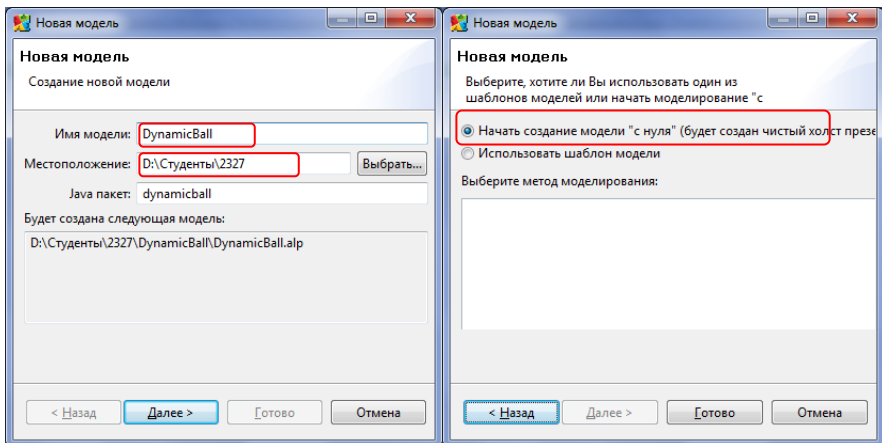 Новая модель
Новая модель
Создание новой модели
Имя модели: DynamicBall
Местоположение: D:\Студенты\2327 Выбрать...
Java пакет: dynamicball
Будет создана следующая модель:
D:\Студенты\2327\DynamicBall\DynamicBall.alp
< Назад Далее > Готово Отмена
Новая модель
Новая модель
Выберите, хотите ли Вы использовать один из
шаблонов моделей или начать моделирование "с
Начать создание модели "с нуля" (будет создан чистый холст презе
Использовать шаблон модели
Выберите метод моделирования:
< Назад Далее > Готово Отмена